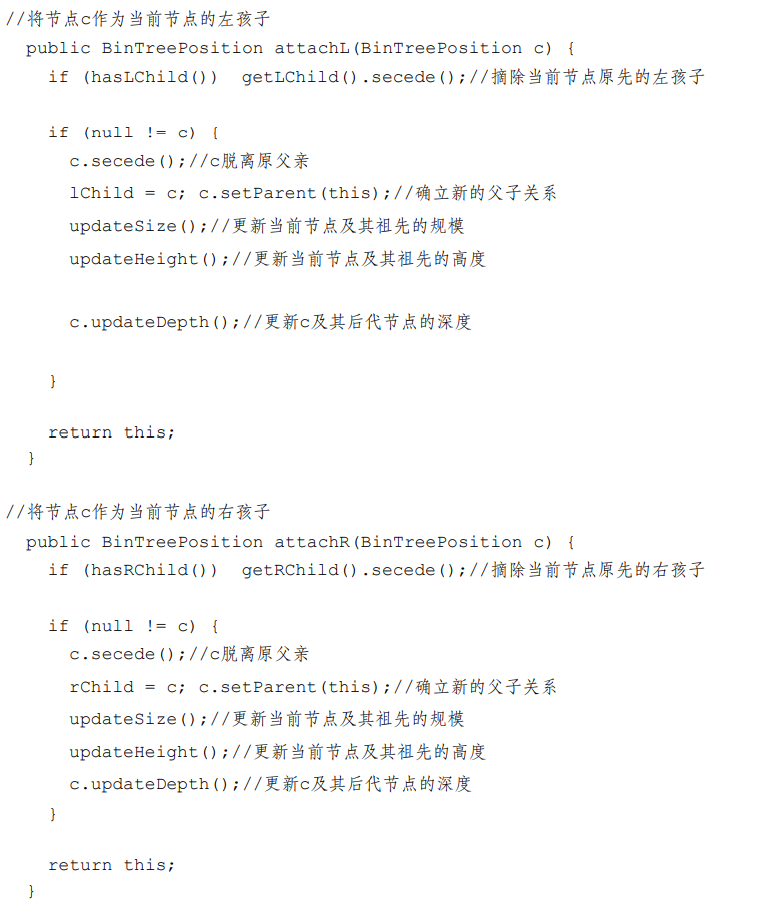 //将节点c作为当前节点的左孩子
public BinTreePosition attachL(BinTreePosition c) {
if (hasLChild())  getLChild().secede();//摘除当前节点原先的左孩子
if (null != c) {
c.secede();//c脱离原父亲
lChild = c; c.setParent(this);//确立新的父子关系
updateSize();//更新当前节点及其祖先的规模
updateHeight();//更新当前节点及其祖先的高度
c.updateDepth();//更新c及其后代节点的深度
}
return this;
}
//将节点c作为当前节点的右孩子
public BinTreePosition attachR(BinTreePosition c) {
if (hasRChild())  getRChild().secede();//摘除当前节点原先的右孩子
if (null != c) {
c.secede();//c脱离原父亲
rChild = c; c.setParent(this);//确立新的父子关系
updateSize();//更新当前节点及其祖先的规模
updateHeight();//更新当前节点及其祖先的高度
c.updateDepth();//更新c及其后代节点的深度
}
return this;
}